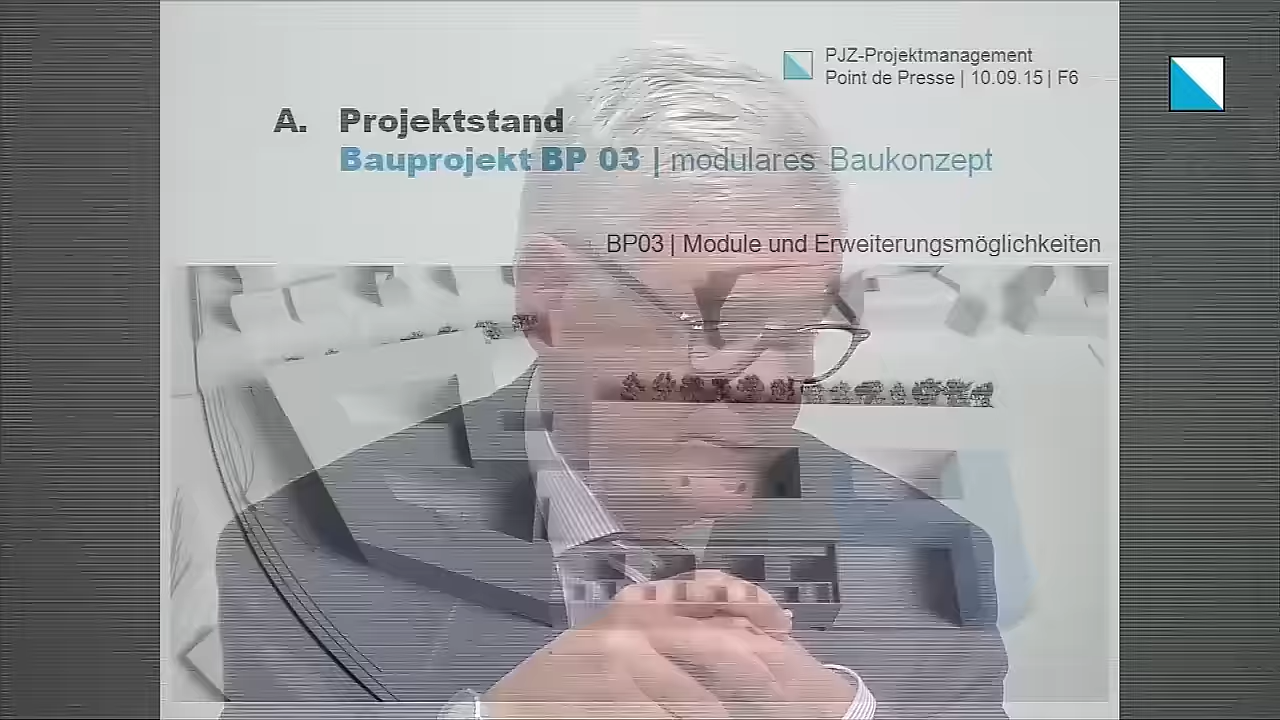 PJZ-Projektmanagement
Point de Presse | 10.09.15 | F6
A. Projektstand
Bauprojekt BP 03 | modulares Baukonzept
BP03 | Module und Erweiterungsmöglichkeiten